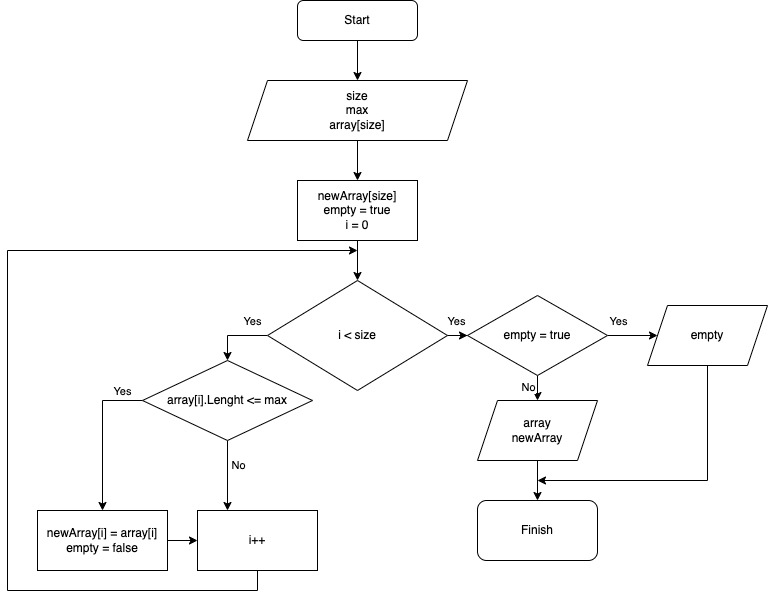 Start
size
max
array[size]
newArray[size]
empty = true
i = 0
Yes
i < size
Yes
empty = true
Yes
empty
Yes
array[i].Lenght <= max
No
array
newArray
No
newArray[i] = array[i]
empty = false
i++
Finish